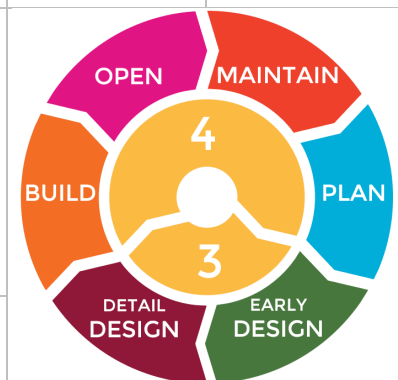 OPEN
MAINTAIN
4
BUILD
PLAN
3
DETAIL
DESIGN
EARLY
DESIGN